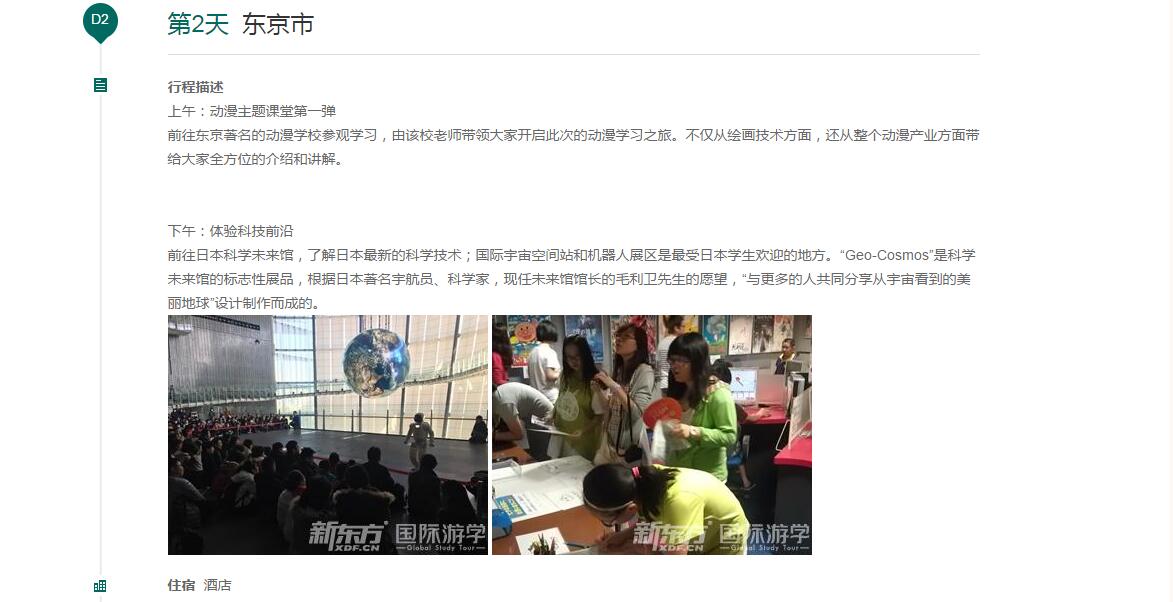 D2
第2天 东京市
行程描述
上午：动漫主题课堂第一弹
前往东京著名的动漫学校参观学习，由该校老师带领大家开启此次的动漫学习之旅。不仅从绘画技术方面，还从整个动漫产业方面带
给大家全方位的介绍和讲解。
下午：体验科技前沿
前往日本科学未来馆，了解日本最新的科学技术；国际宇宙空间站和机器人展区是最受日本学生欢迎的地方。“Geo-Cosmos”是科学
未来馆的标志性展品，根据日本著名宇航员、科学家，现任未来馆馆长的毛利卫先生的愿望，“与更多的人共同分享从宇宙看到的美
丽地球”设计制作而成的。
新东方 国际游学
XDF.CN —Global Study Tour—
新东方 国际游学
XDF.CN —Global Study Tour—
住宿 酒店